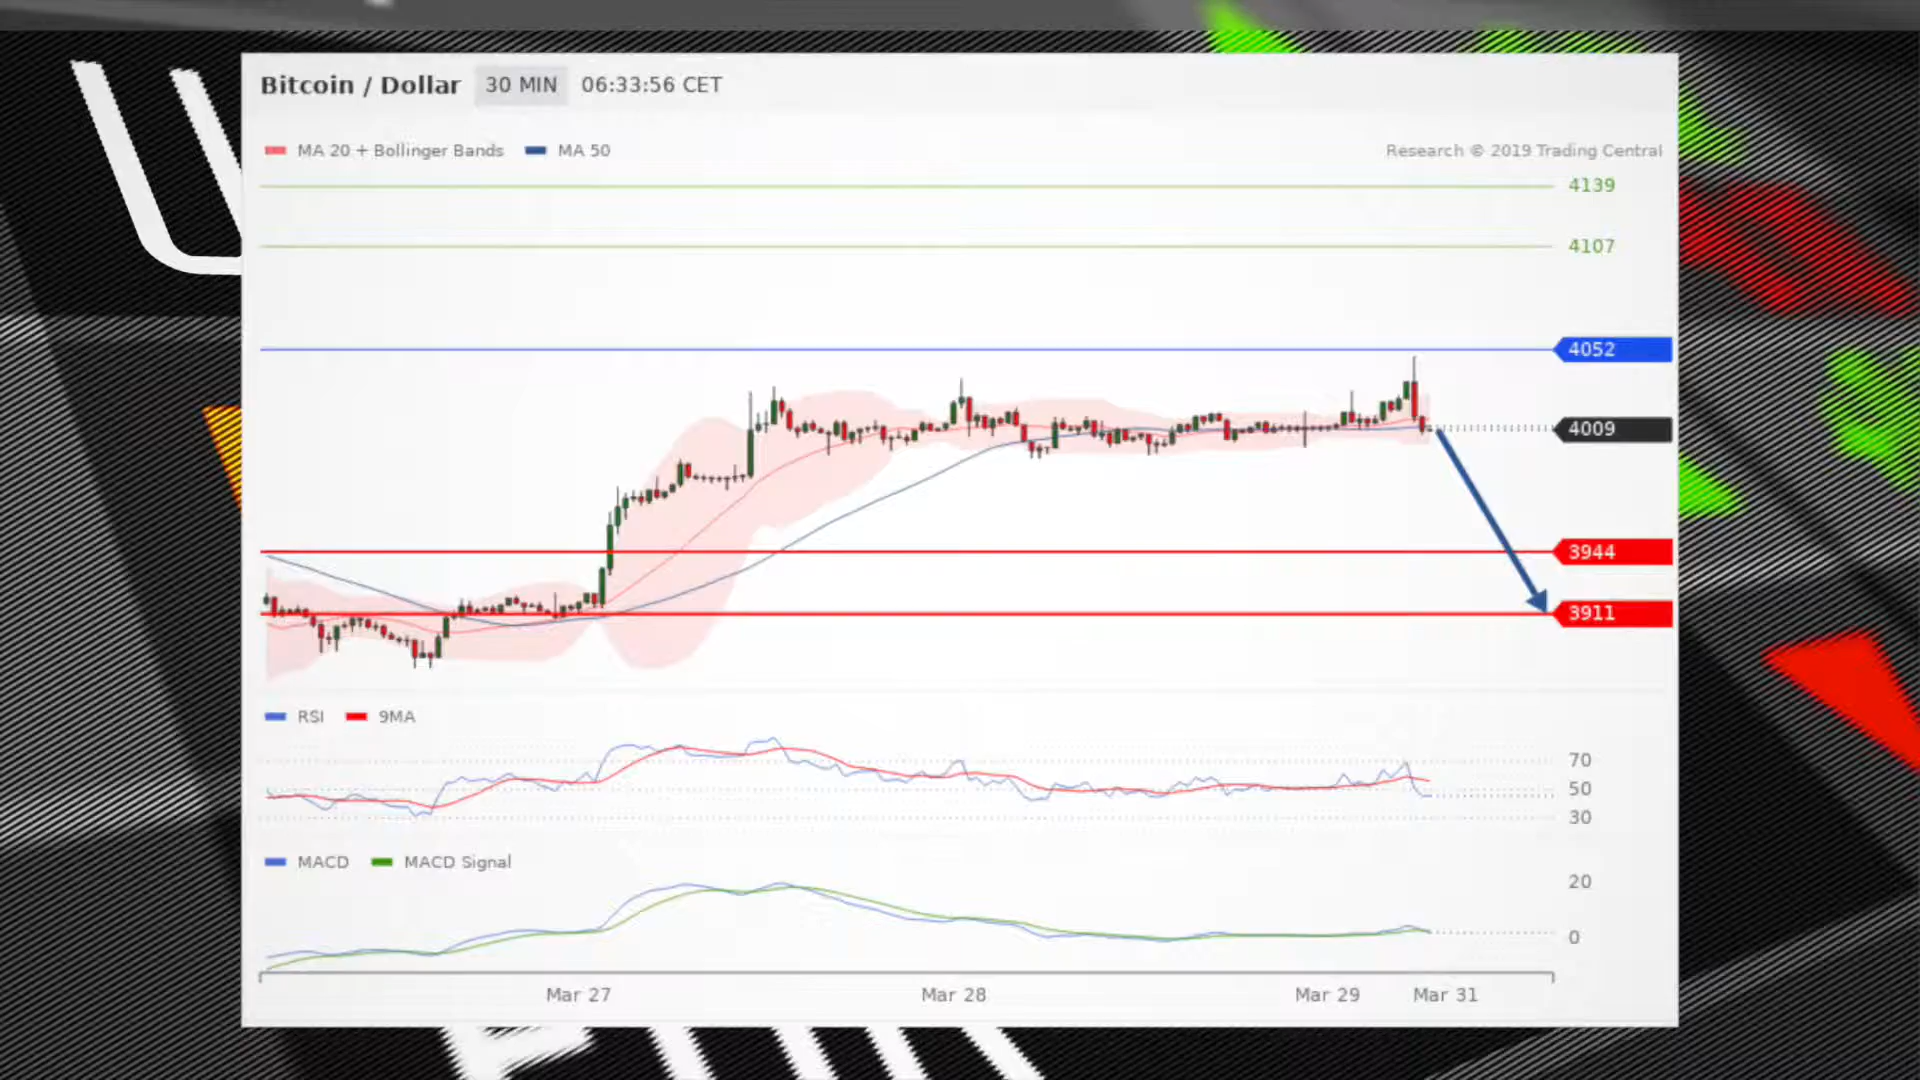 Bitcoin / Dollar 30 MIN 06:33:56 CET
MA 20 + Bollinger Bands MA 50
Research © 2019 Trading Central
4139
4107
4052
4009
3944
3911
RSI 9MA
70
50
30
MACD MACD Signal
20
0
Mar 27 Mar 28 Mar 29 Mar 31